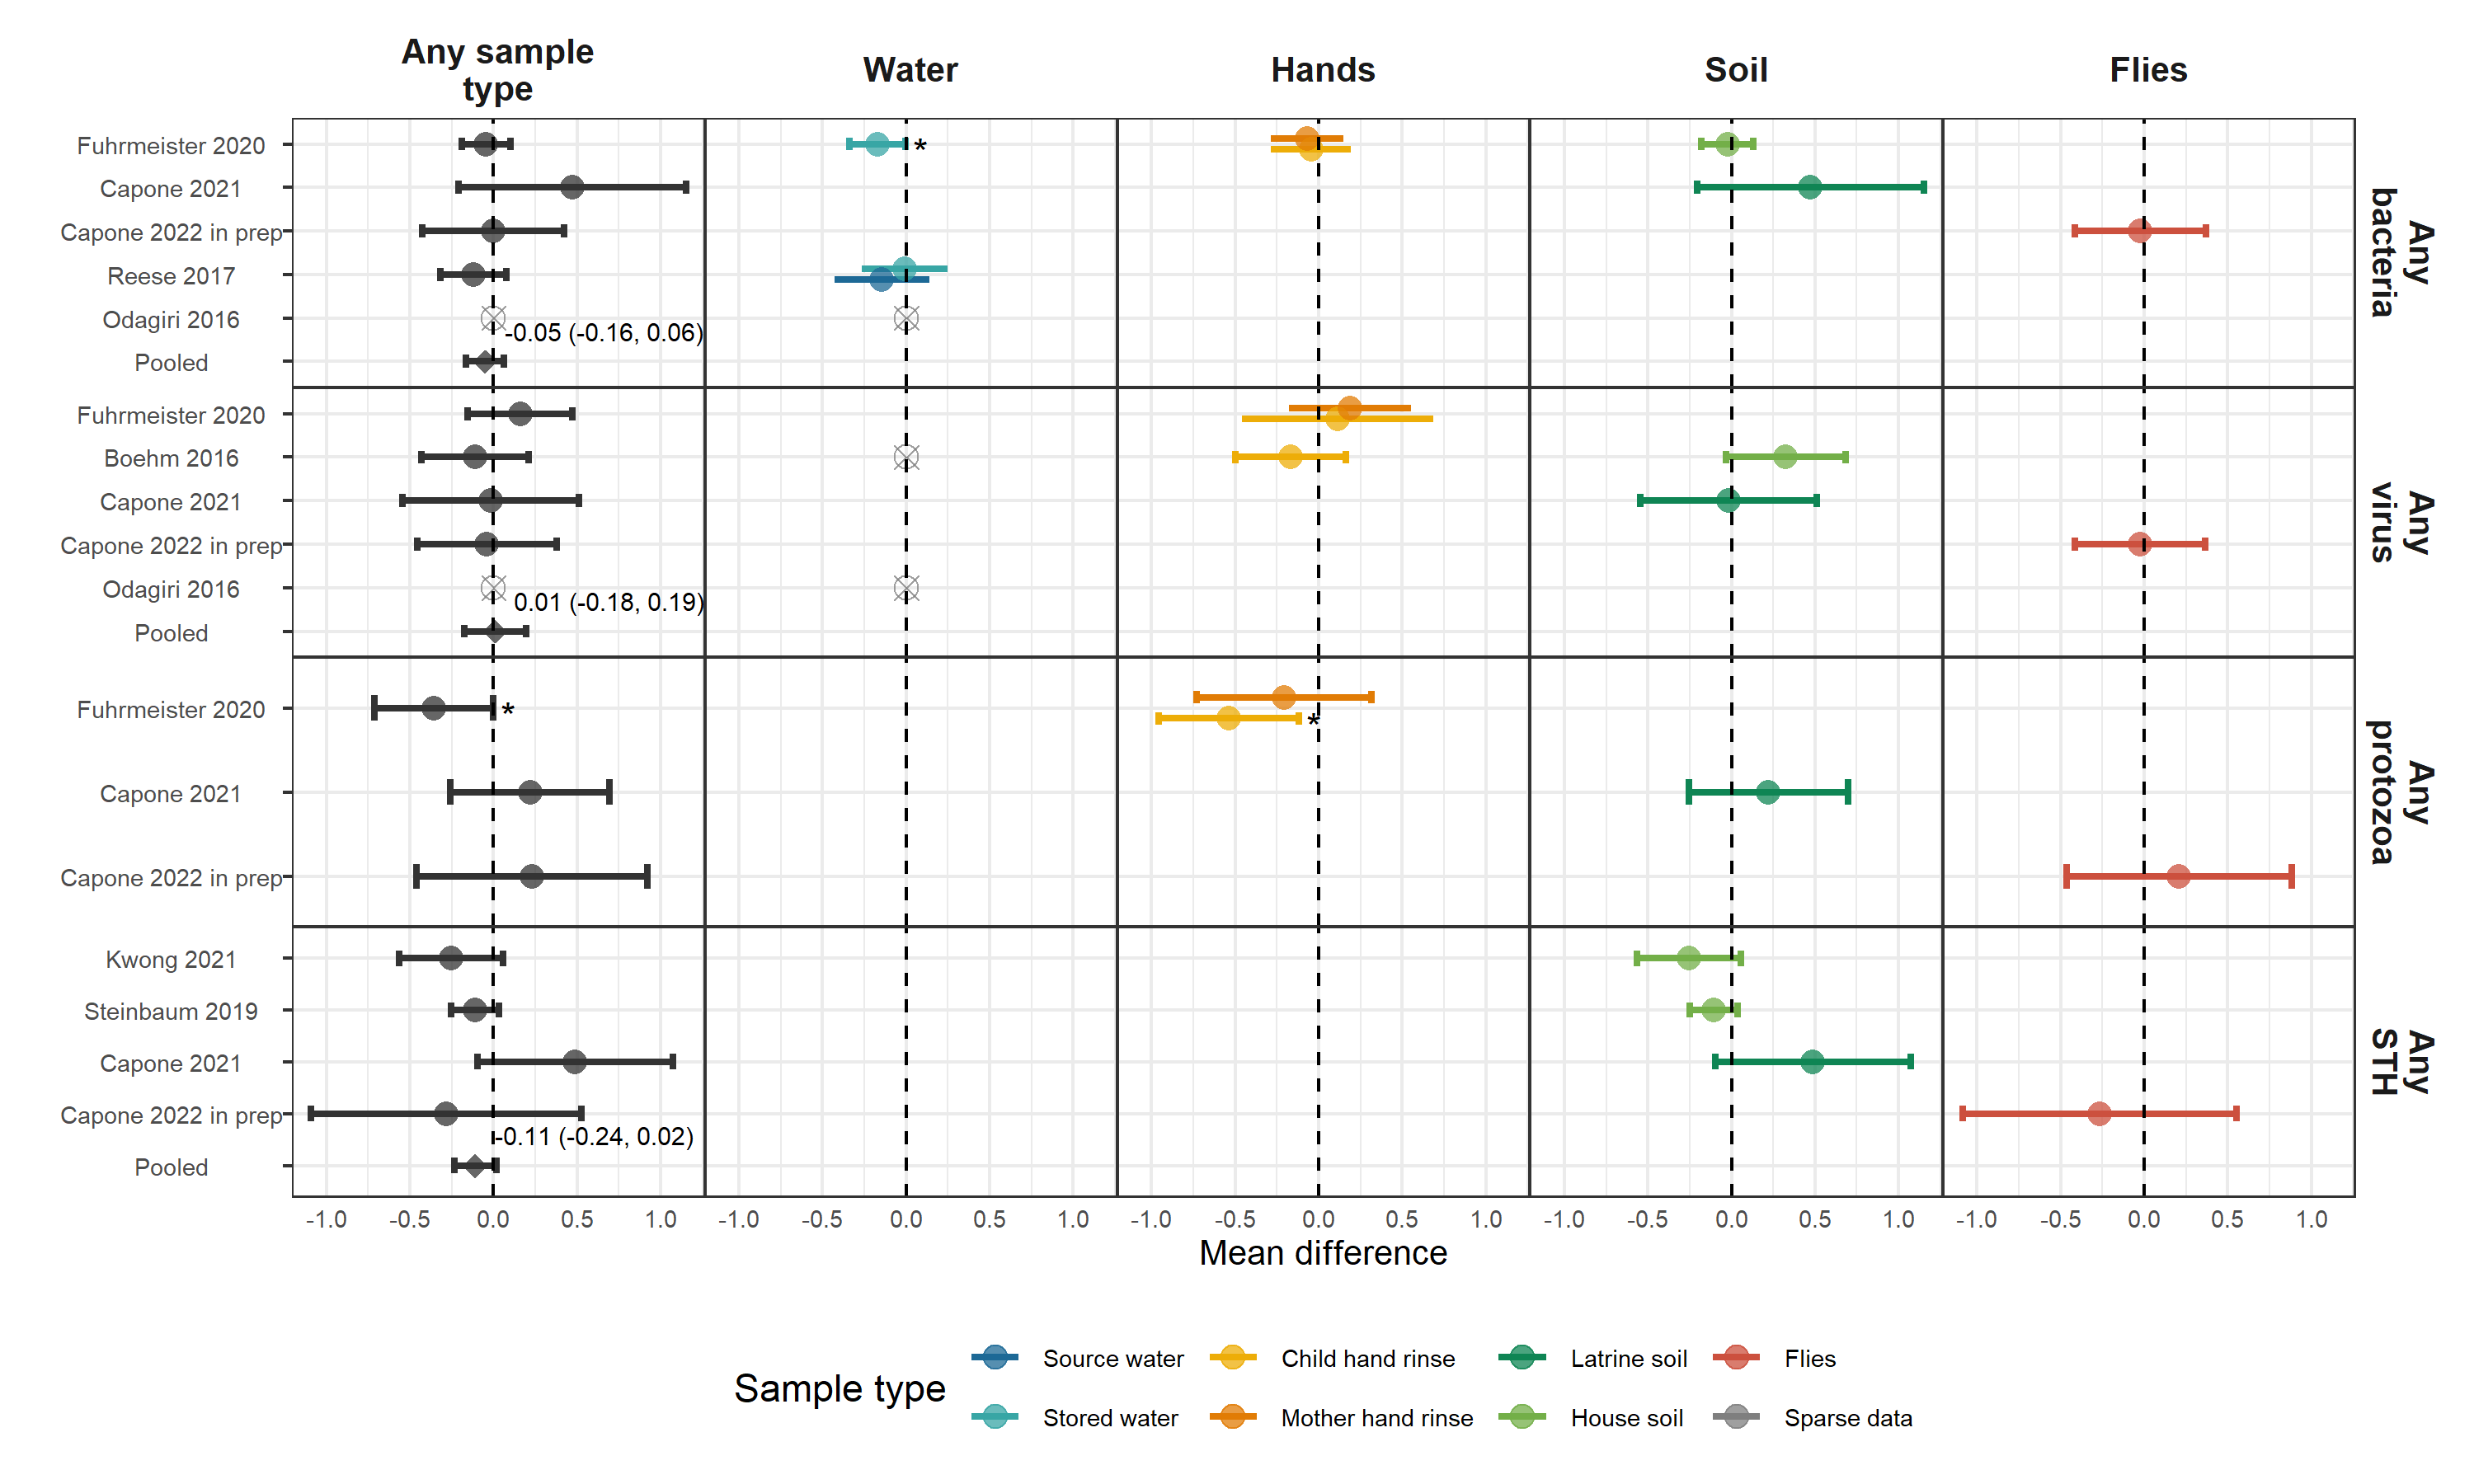 Any sample
type
Water
Hands
Soil
Flies
Fuhrmeister 2020
*
Capone 2021
Capone 2022 in prep
Reese 2017
Odagiri 2016
-0.05 (-0.16, 0.06)
Pooled
Any
bacteria
Fuhrmeister 2020
Boehm 2016
Capone 2021
Capone 2022 in prep
Odagiri 2016
0.01 (-0.18, 0.19)
Pooled
Any
virus
Fuhrmeister 2020
*
*
Capone 2021
Capone 2022 in prep
Any
protozoa
Kwong 2021
Steinbaum 2019
Capone 2021
Capone 2022 in prep
-0.11 (-0.24, 0.02)
Pooled
Any
STH
-1.0 -0.5 0.0 0.5 1.0 -1.0 -0.5 0.0 0.5 1.0 -1.0 -0.5 0.0 0.5 1.0 -1.0 -0.5 0.0 0.5 1.0 -1.0 -0.5 0.0 0.5 1.0
Mean difference
Sample type
Source water Child hand rinse Latrine soil Flies
Stored water Mother hand rinse House soil Sparse data